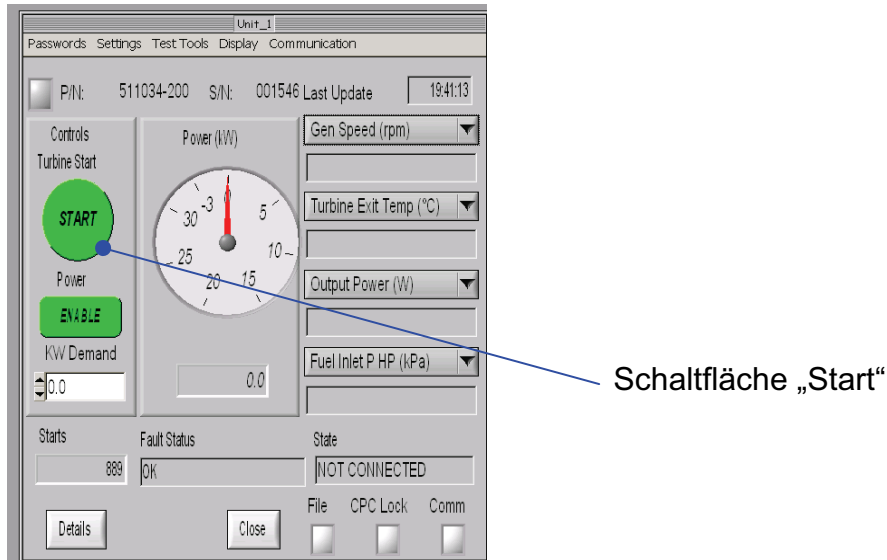 Unit_1
Passwords Settings Test Tools Display Communication
P/N: 511034-200 S/N: 001546 Last Update 19:41:13
Controls
Turbine Start
START
Power
ENABLE
KW Demand
0.0
Power (kW)
-3 0 5 10 15 20 25 30
0.0
Gen Speed (rpm)
Turbine Exit Temp (°C)
Output Power (W)
Fuel Inlet P HP (kPa)
Schaltfläche „Start“
Starts Fault Status State
889 OK NOT CONNECTED
File CPC Lock Comm
Details Close